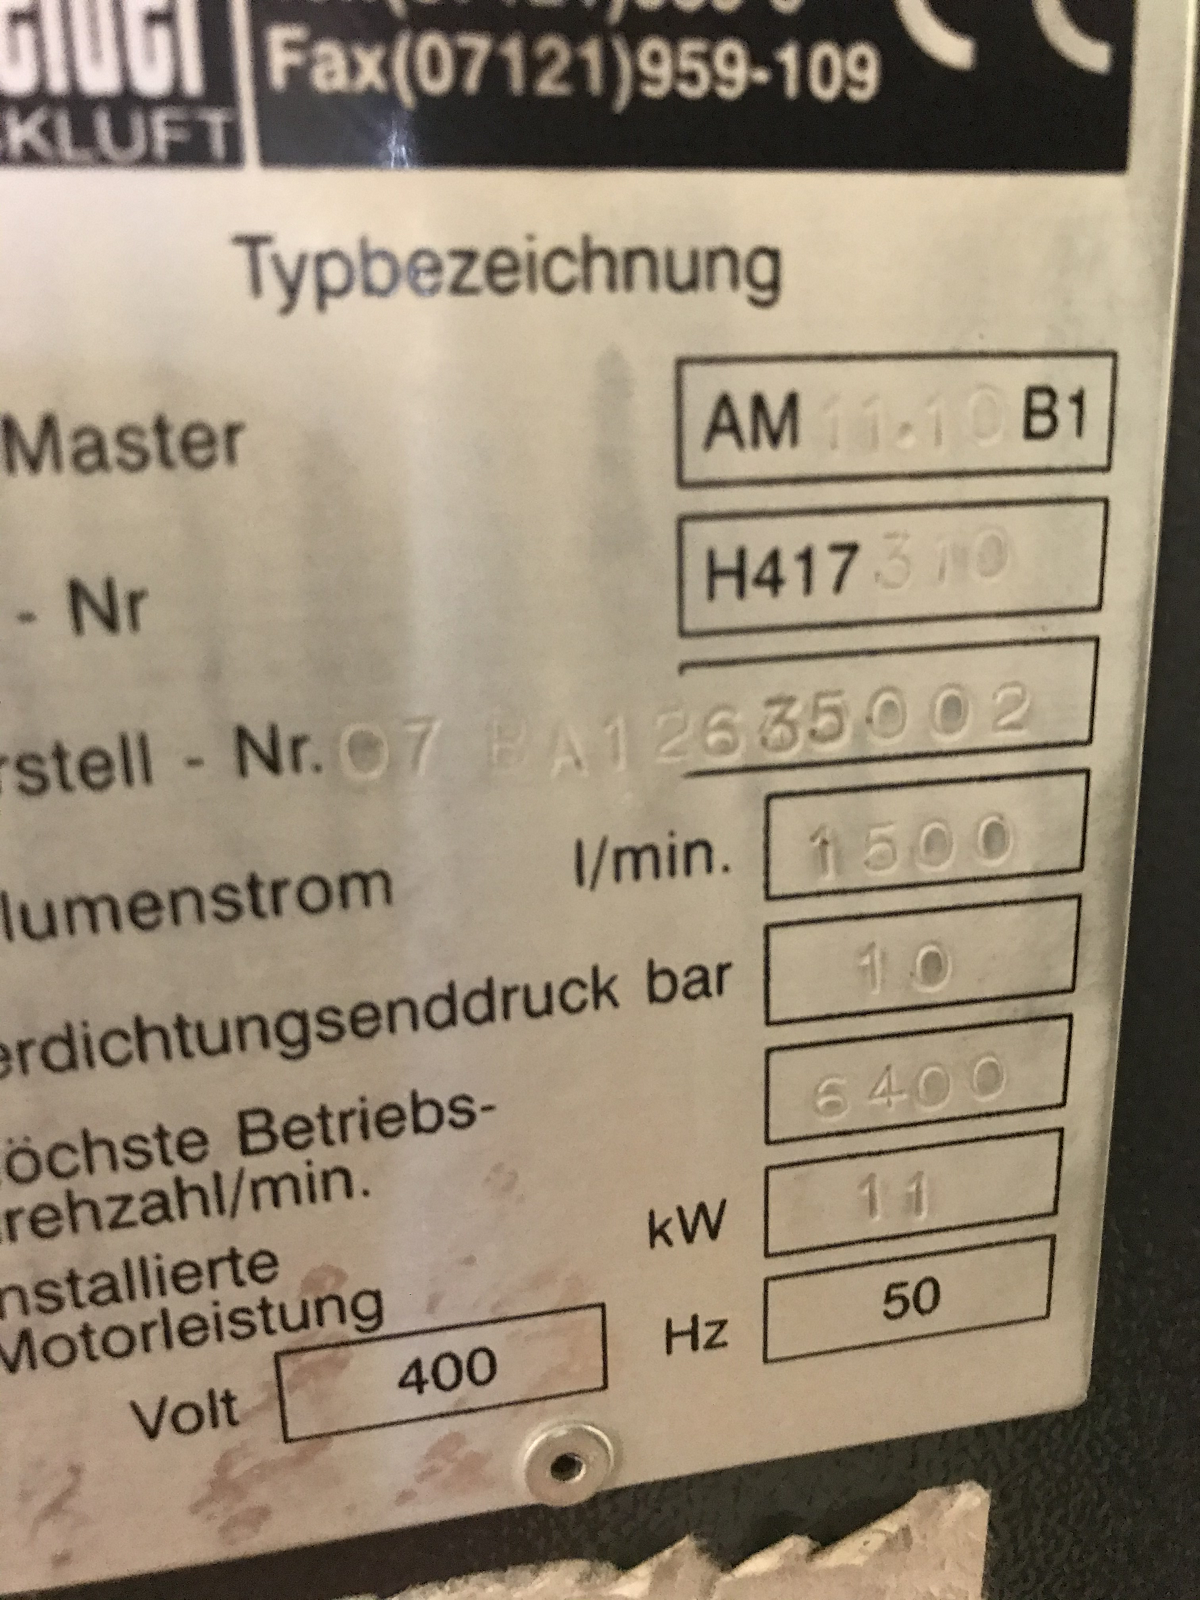 Fax(07121)959-109
KLUFT
Typbezeichnung
Master AM 11.10 B1
- Nr H417 310
rstell - Nr.
lumenstrom l/min. 1500
erdichtungsenddruck bar 10
öchste Betriebs-
rehzahl/min. 6400
nstallierte
Motorleistung kW 11
Volt 400 Hz 50